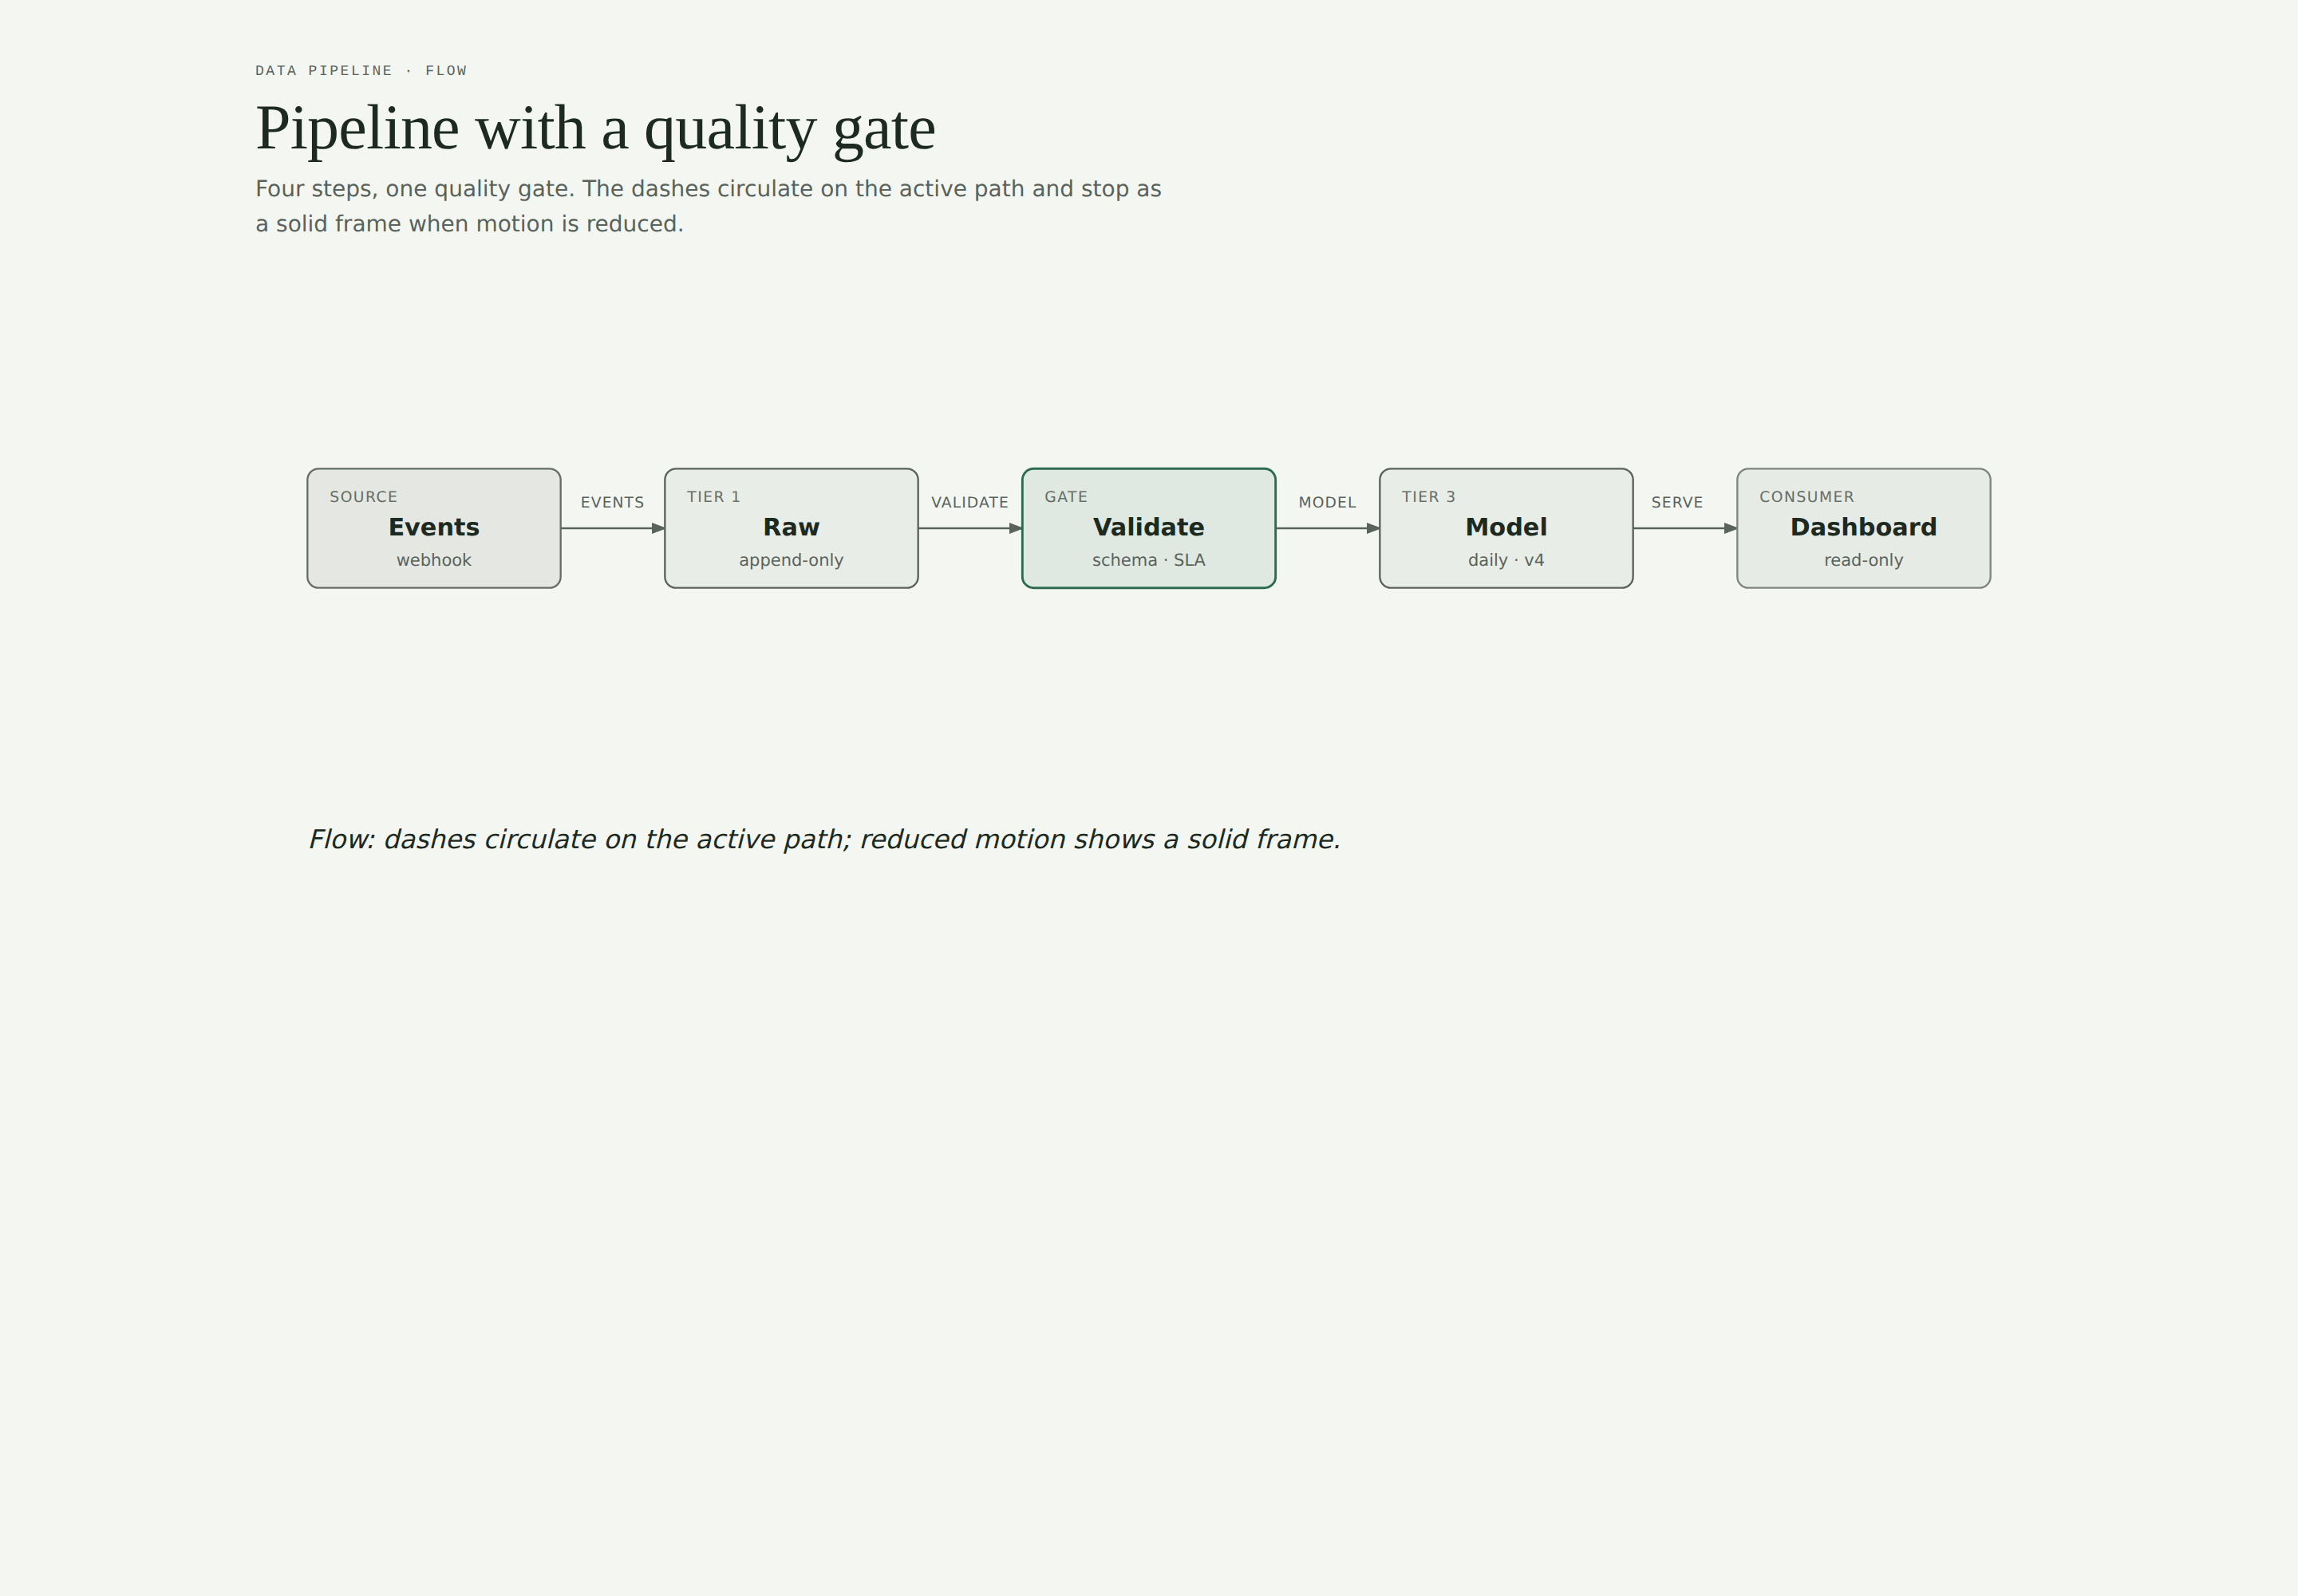 DATA PIPELINE · FLOW
Pipeline with a quality gate
Four steps, one quality gate. The dashes circulate on the active path and stop as
a solid frame when motion is reduced.
SOURCE
Events
webhook
EVENTS
TIER 1
Raw
append-only
VALIDATE
GATE
Validate
schema · SLA
MODEL
TIER 3
Model
daily · v4
SERVE
CONSUMER
Dashboard
read-only
Flow: dashes circulate on the active path; reduced motion shows a solid frame.